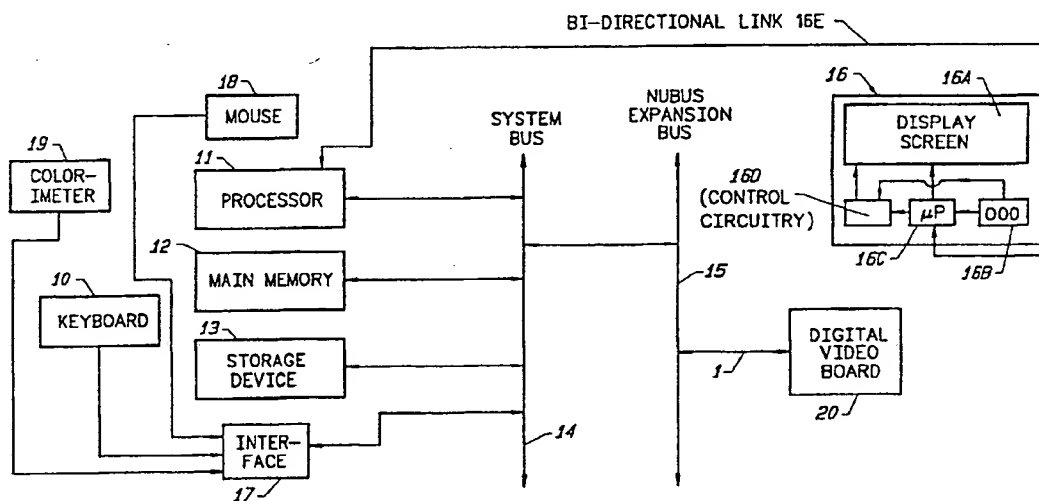 BI-DIRECTIONAL LINK 16E
18
MOUSE
19
COLOR-
IMETER
11
PROCESSOR
12
MAIN MEMORY
10
KEYBOARD
13
STORAGE
DEVICE
INTER-
FACE
17
SYSTEM
BUS
14
NUBUS
EXPANSION
BUS
15
1
DIGITAL
VIDEO
BOARD
20
16
16A
DISPLAY
SCREEN
16D
(CONTROL
CIRCUITRY)
μP
000
16C
16B